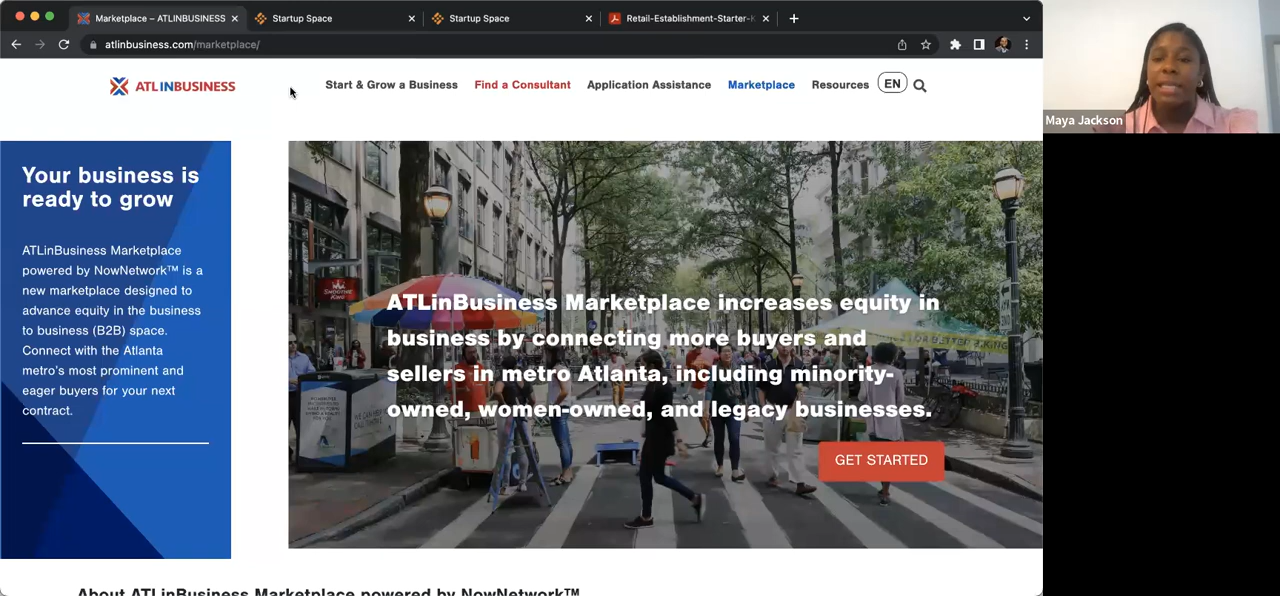 Marketplace – ATLINBUSINESS
Startup Space
Startup Space
Retail-Establishment-Starter-K
atlinbusiness.com/marketplace/
ATLINBUSINESS
Start & Grow a Business
Find a Consultant
Application Assistance
Marketplace
Resources
EN
Maya Jackson
Your business is
ready to grow
ATLinBusiness Marketplace
powered by NowNetwork™ is a
new marketplace designed to
advance equity in the business
to business (B2B) space.
Connect with the Atlanta
metro's most prominent and
eager buyers for your next
contract.
SMOOTHIE
KING
ATLinBusiness Marketplace increases equity in
business by connecting more buyers and
sellers in metro Atlanta, including minority-
owned, women-owned, and legacy businesses.
GET STARTED
About ATLinBusiness Marketplace powered by NowNetwork™